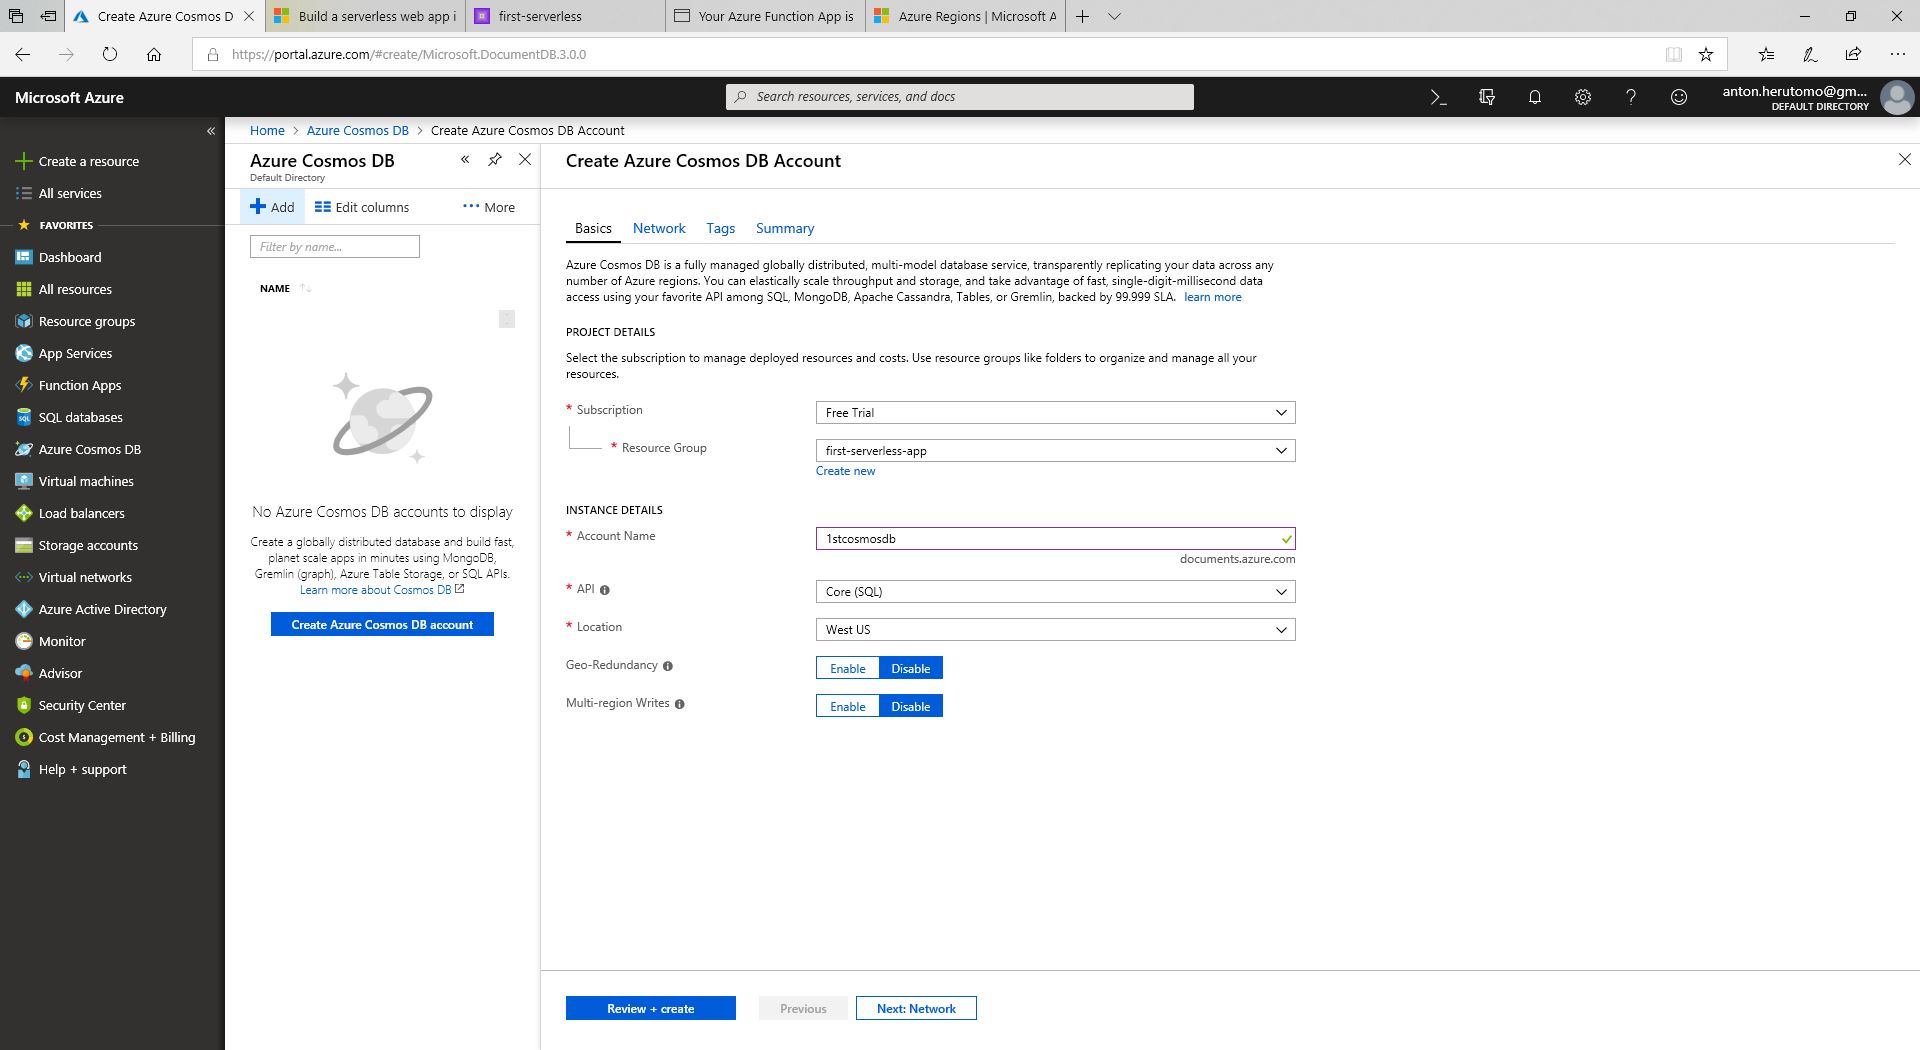 Create Azure Cosmos D
Build a serverless web app i
first-serverless
Your Azure Function App is
Azure Regions | Microsoft A
https://portal.azure.com/#create/Microsoft.DocumentDB.3.0.0
Microsoft Azure
Search resources, services, and docs
anton.herutomo@gm...
DEFAULT DIRECTORY
Create a resource
All services
FAVORITES
Dashboard
All resources
Resource groups
App Services
Function Apps
SQL databases
Azure Cosmos DB
Virtual machines
Load balancers
Storage accounts
Virtual networks
Azure Active Directory
Monitor
Advisor
Security Center
Cost Management + Billing
Help + support
Home > Azure Cosmos DB > Create Azure Cosmos DB Account
Azure Cosmos DB
Default Directory
Add
Edit columns
More
Filter by name...
NAME
No Azure Cosmos DB accounts to display
Create a globally distributed database and build fast,
planet scale apps in minutes using MongoDB,
Gremlin (graph), Azure Table Storage, or SQL APIs.
Learn more about Cosmos DB
Create Azure Cosmos DB account
Create Azure Cosmos DB Account
Basics
Network
Tags
Summary
Azure Cosmos DB is a fully managed globally distributed, multi-model database service, transparently replicating your data across any
number of Azure regions. You can elastically scale throughput and storage, and take advantage of fast, single-digit-millisecond data
access using your favorite API among SQL, MongoDB, Apache Cassandra, Tables, or Gremlin, backed by 99.999 SLA. learn more
PROJECT DETAILS
Select the subscription to manage deployed resources and costs. Use resource groups like folders to organize and manage all your
resources.
* Subscription
Free Trial
* Resource Group
first-serverless-app
Create new
INSTANCE DETAILS
* Account Name
1stcosmosdb
documents.azure.com
* API
Core (SQL)
* Location
West US
Geo-Redundancy
Enable
Disable
Multi-region Writes
Enable
Disable
Review + create
Previous
Next: Network